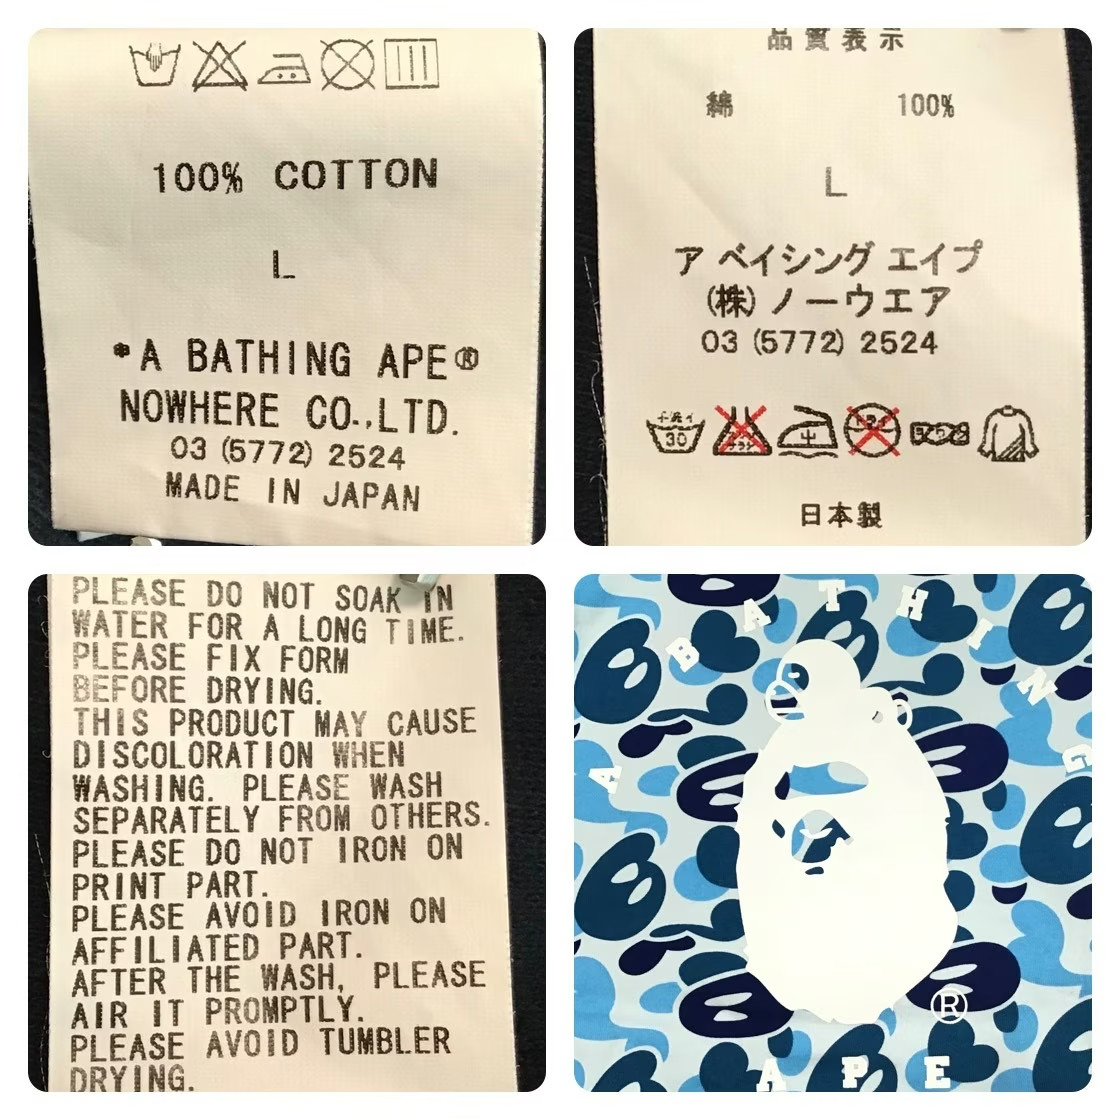 100% COTTON
L
*A BATHING APE®
NOWHERE CO.,LTD.
03 (5772) 2524
MADE IN JAPAN
品質表示
綿 100%
L
ア ベイシング エイプ
(株) ノーウエア
03 (5772) 2524
30
日本製
PLEASE DO NOT SOAK IN
WATER FOR A LONG TIME.
PLEASE FIX FORM
BEFORE DRYING.
THIS PRODUCT MAY CAUSE
DISCOLORATION WHEN
WASHING. PLEASE WASH
SEPARATELY FROM OTHERS.
PLEASE DO NOT IRON ON
PRINT PART.
PLEASE AVOID IRON ON
AFFILIATED PART.
AFTER THE WASH, PLEASE
AIR IT PROMPTLY.
PLEASE AVOID TUMBLER
DRYING.
A BATHING
®
APE